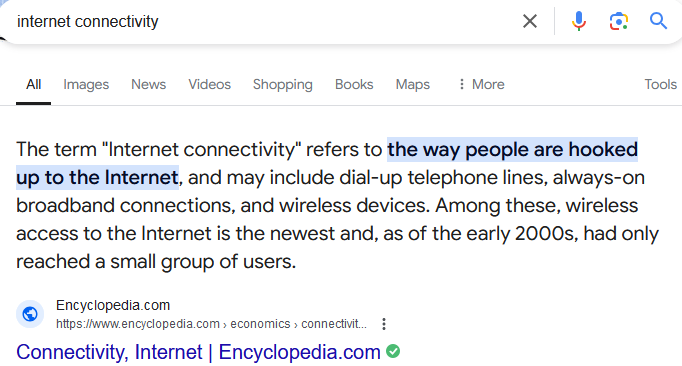 internet connectivity
All Images News Videos Shopping Books Maps More Tools
The term "Internet connectivity" refers to the way people are hooked
up to the Internet, and may include dial-up telephone lines, always-on
broadband connections, and wireless devices. Among these, wireless
access to the Internet is the newest and, as of the early 2000s, had only
reached a small group of users.
Encyclopedia.com
https://www.encyclopedia.com › economics › connectivit...
Connectivity, Internet | Encyclopedia.com